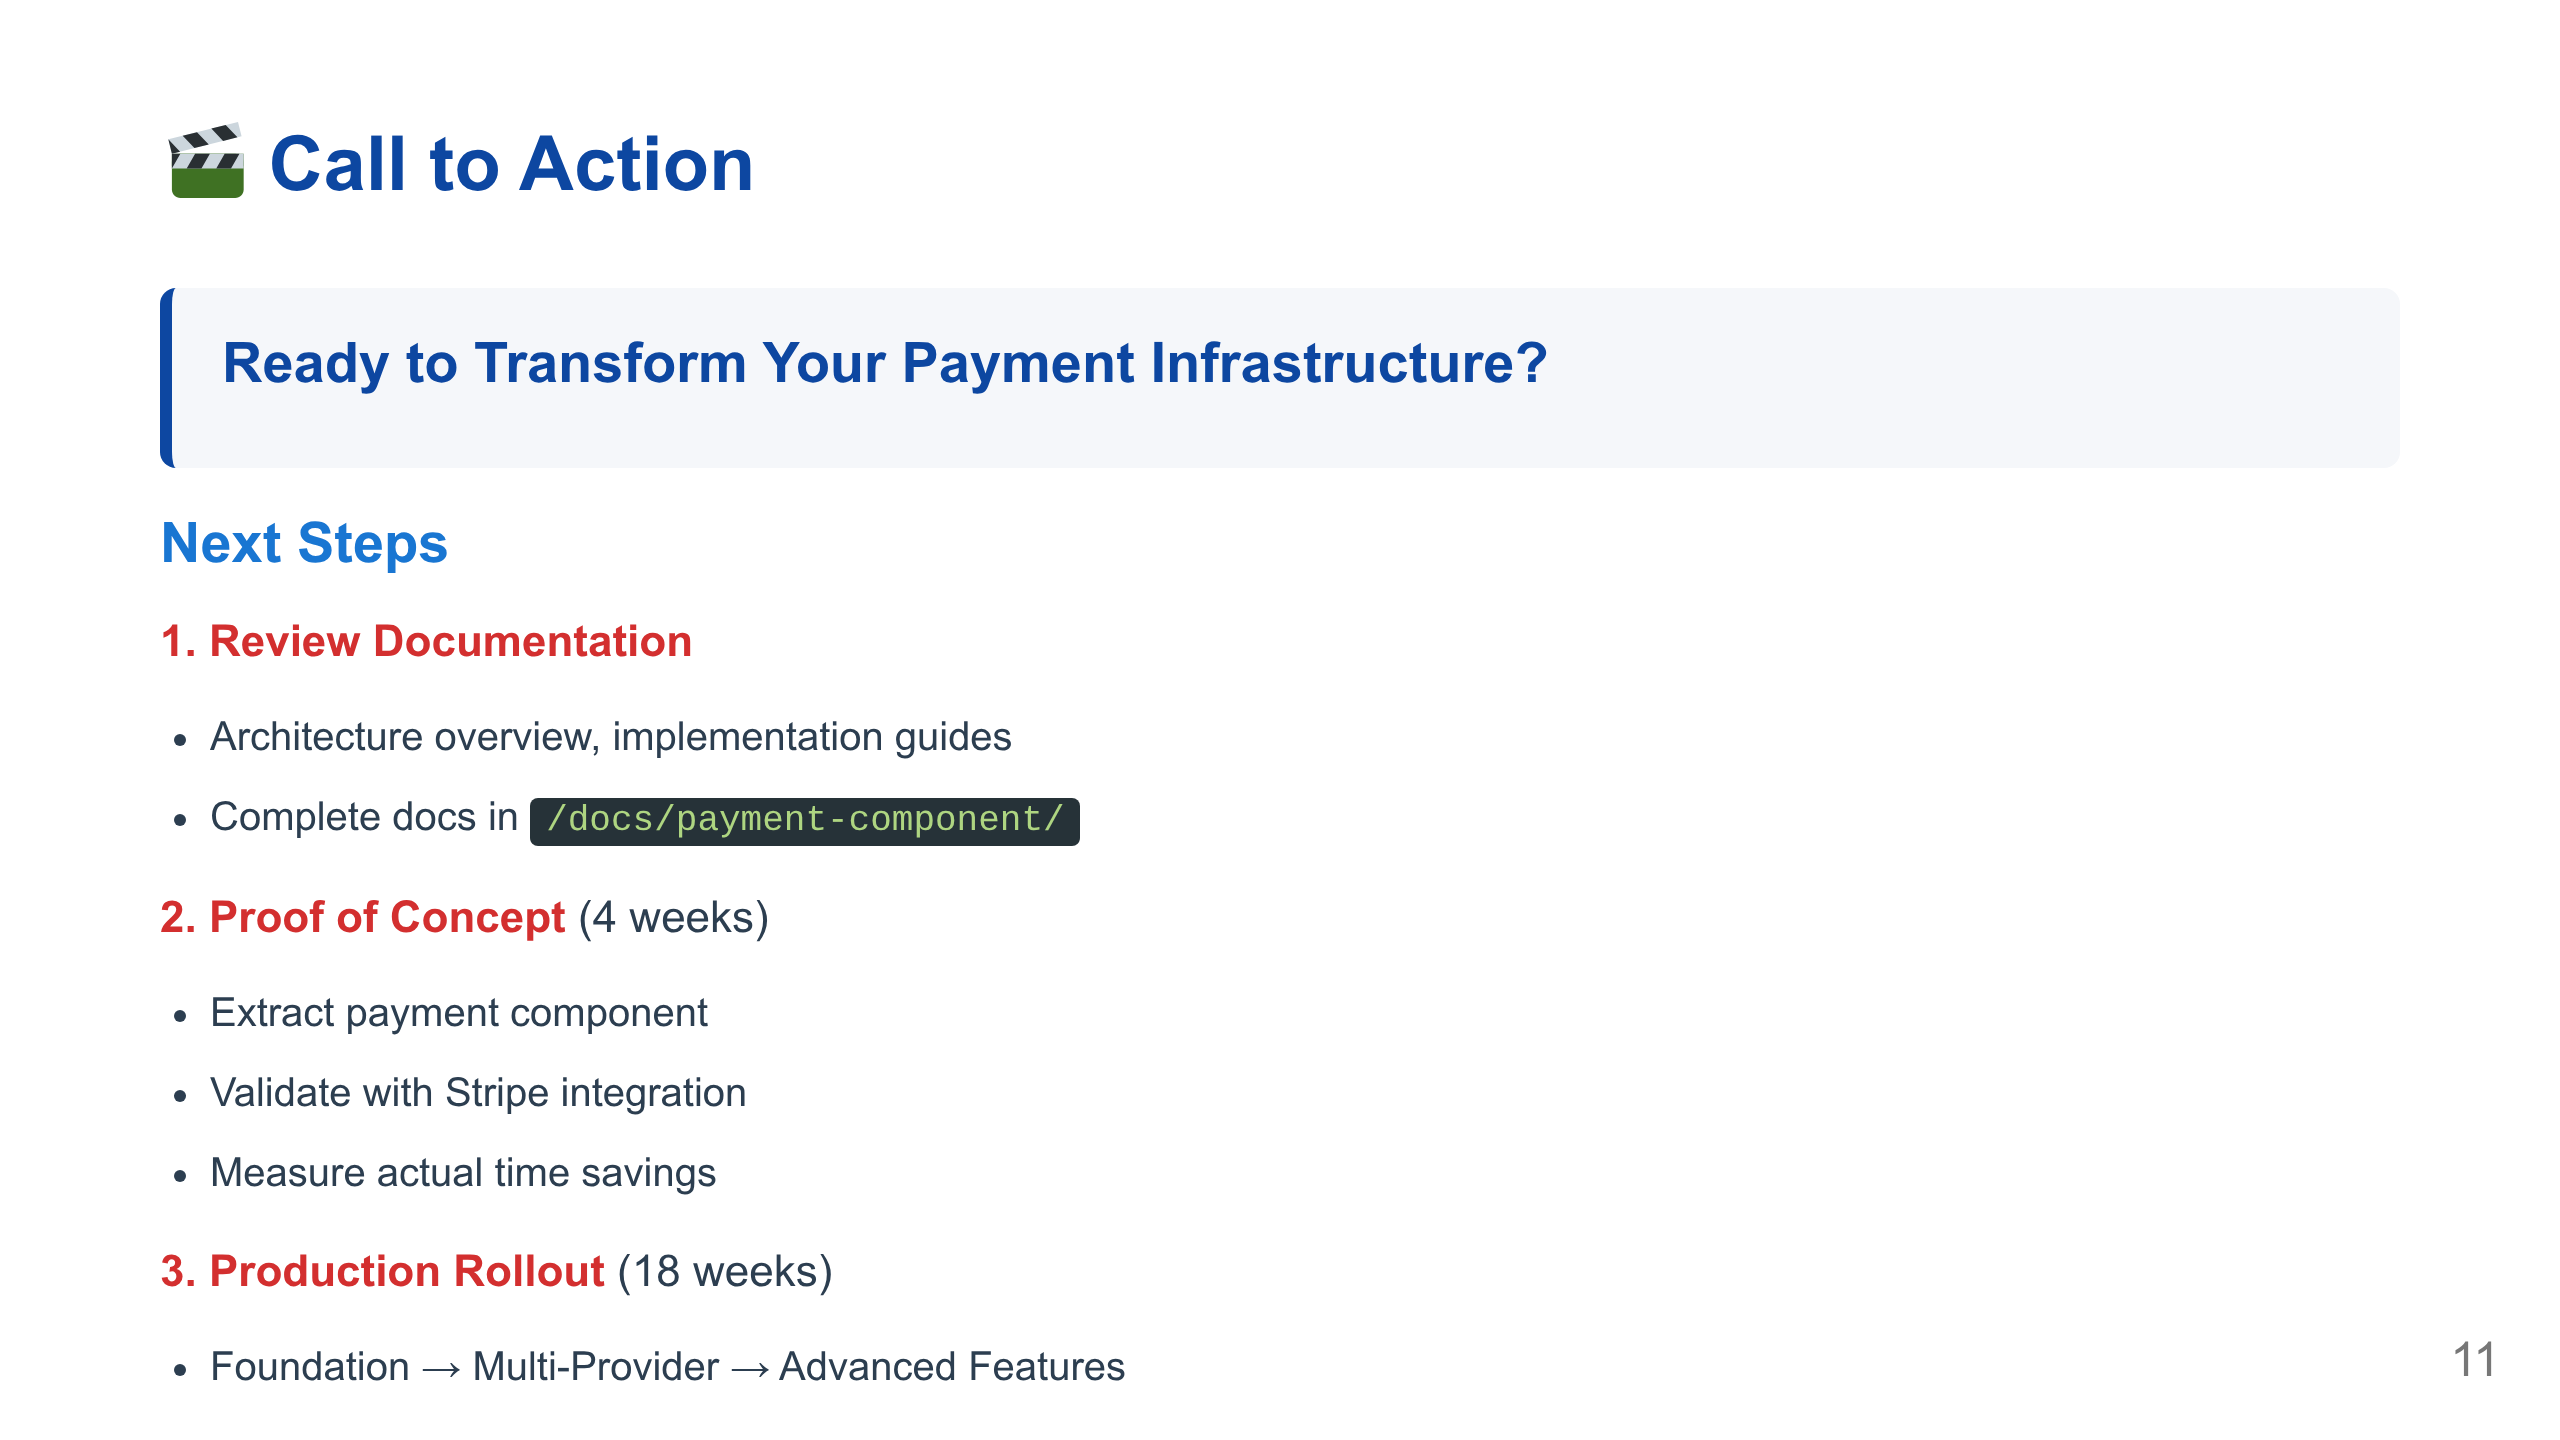 🎬 Call to Action
Ready to Transform Your Payment Infrastructure?
Next Steps
1. Review Documentation
• Architecture overview, implementation guides
• Complete docs in /docs/payment-component/
2. Proof of Concept (4 weeks)
• Extract payment component
• Validate with Stripe integration
• Measure actual time savings
3. Production Rollout (18 weeks)
• Foundation → Multi-Provider → Advanced Features
11